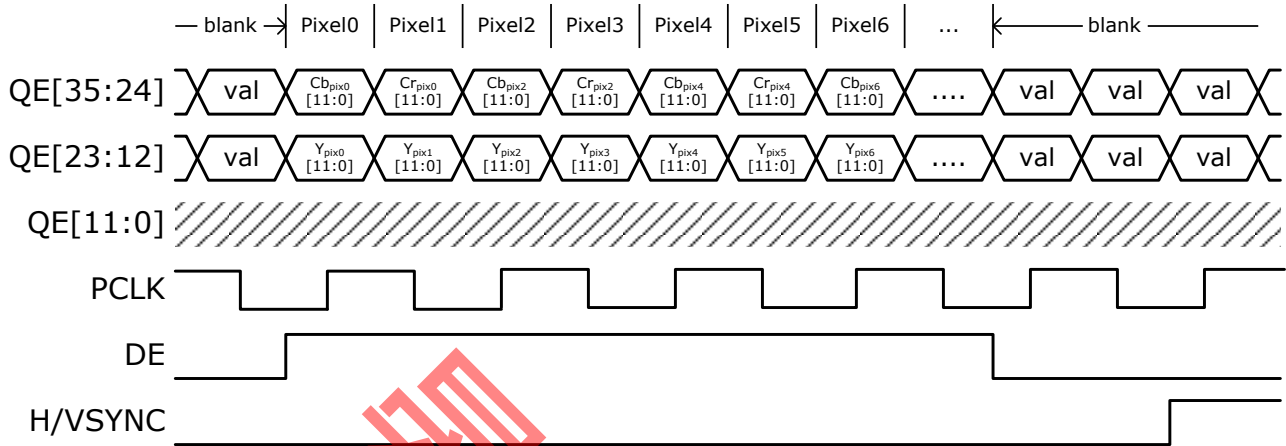 blank Pixel0 Pixel1 Pixel2 Pixel3 Pixel4 Pixel5 Pixel6 ... blank
QE[35:24] val Cbpix0 [11:0] Crpix0 [11:0] Cbpix2 [11:0] Crpix2 [11:0] Cbpix4 [11:0] Crpix4 [11:0] Cbpix6 [11:0] .... val val val
QE[23:12] val Ypix0 [11:0] Ypix1 [11:0] Ypix2 [11:0] Ypix3 [11:0] Ypix4 [11:0] Ypix5 [11:0] Ypix6 [11:0] .... val val val
QE[11:0]
PCLK
DE
H/VSYNC